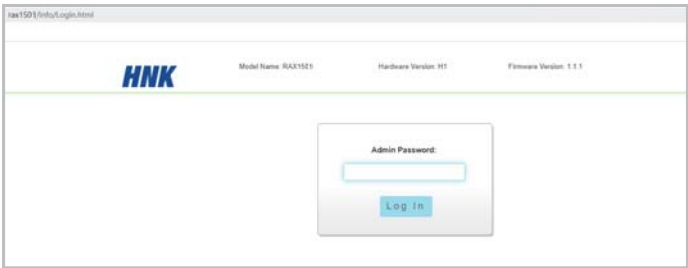 rax1501/info/Login.html
HNK
Model Name: RAX1501
Hardware Version: H1
Firmware Version: 1.1.1
Admin Password:
Log In